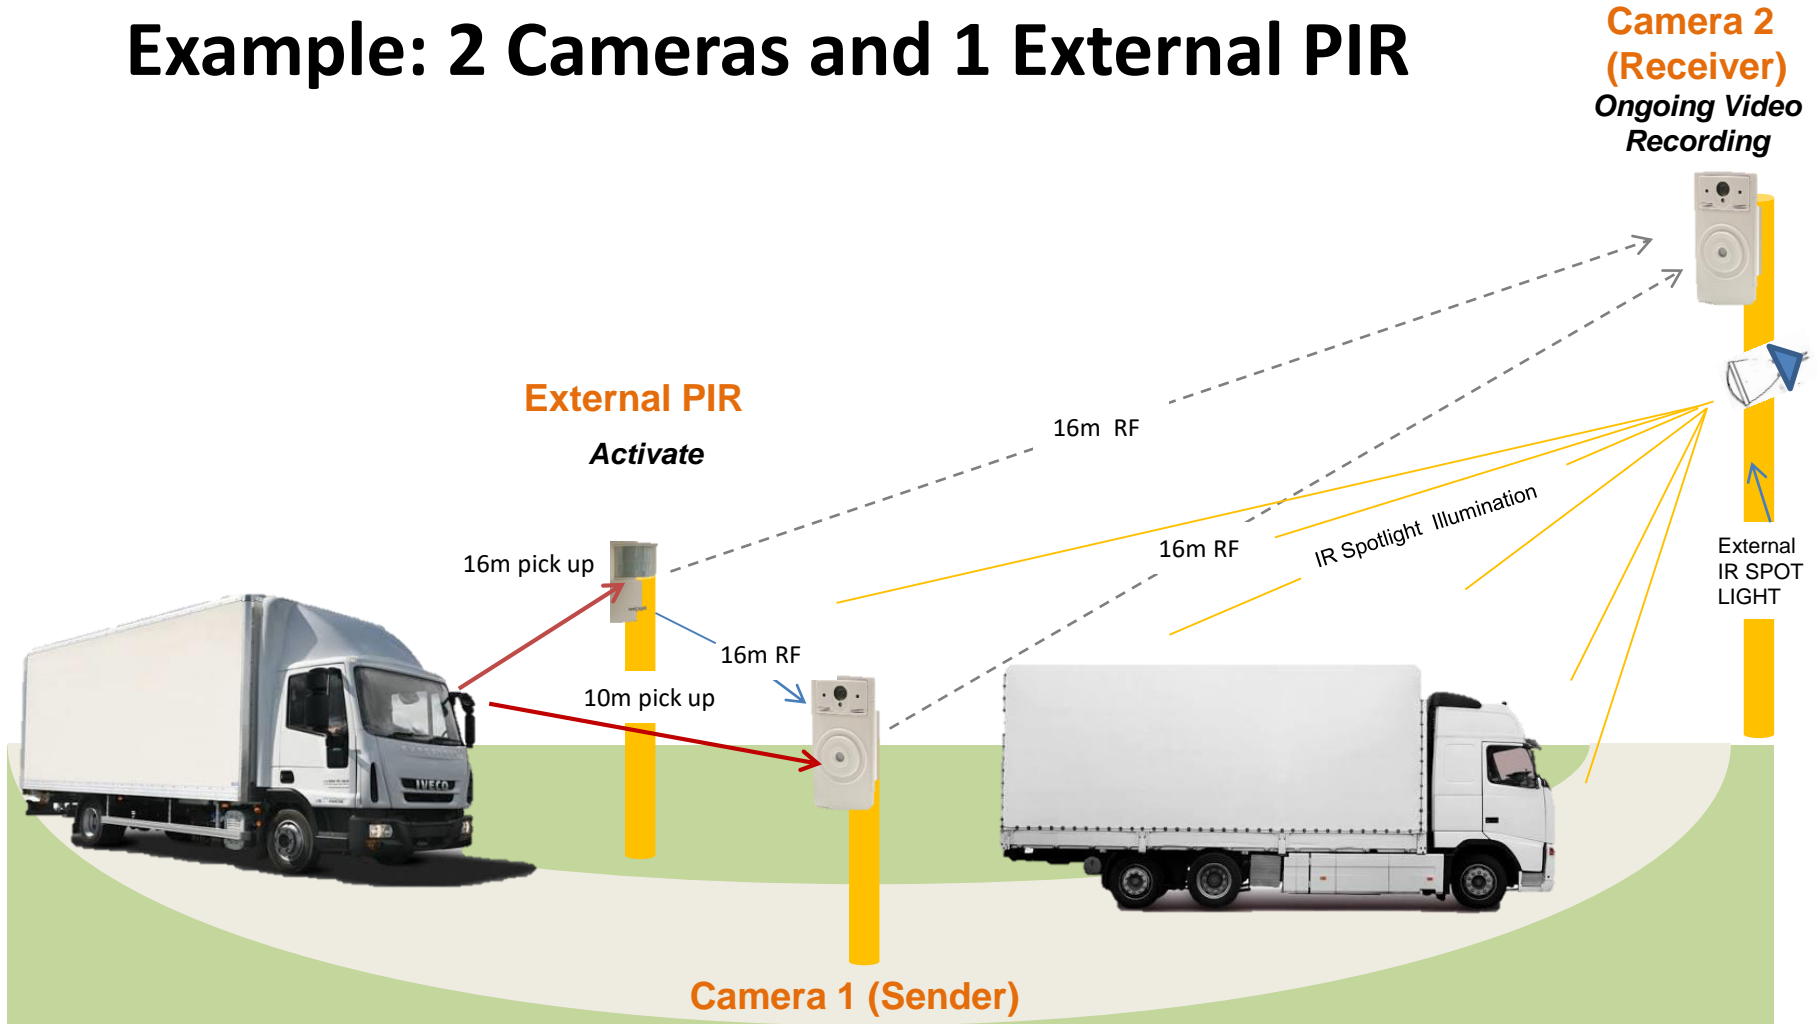 Example: 2 Cameras and 1 External PIR
Camera 2
(Receiver)
Ongoing Video
Recording
External PIR
Activate
16m RF
16m pick up
16m RF
10m pick up
16m RF
IR Spotlight Illumination
External
IR SPOT
LIGHT
IVECO
Camera 1 (Sender)